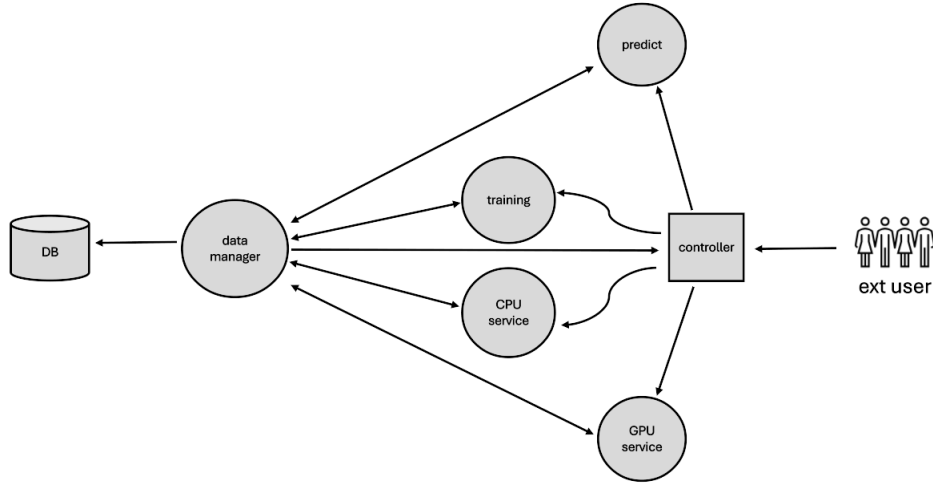 predict
training
DB
data
manager
controller
ext user
CPU
service
GPU
service